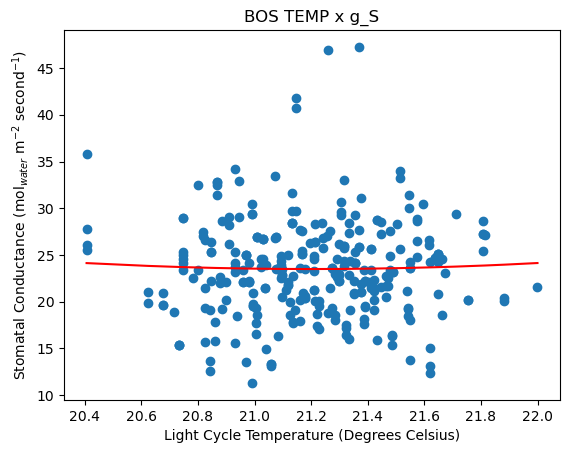 BOS TEMP x g_S
Stomatal Conductance (mol_{water} m^{-2} second^{-1})
45
40
35
30
25
20
15
10
20.4 20.6 20.8 21.0 21.2 21.4 21.6 21.8 22.0
Light Cycle Temperature (Degrees Celsius)